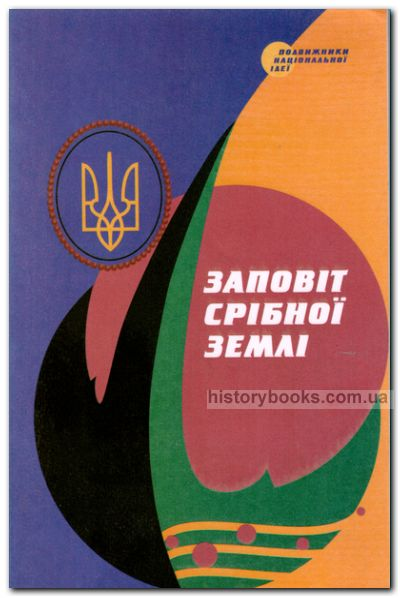 ПОДВИЖНИКИ
НАЦІОНАЛЬНОЇ
ІДЕЇ
ЗАПОВІТ
СРІБНОЇ
ЗЕМЛІ
historybooks.com.ua